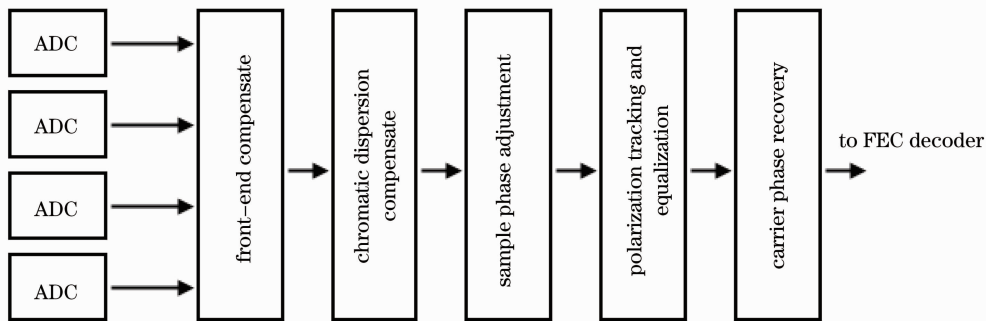 ADC
ADC
ADC
ADC
front-end compensate
chromatic dispersion
compensate
sample phase adjustment
polarization tracking and
equalization
carrier phase recovery
to FEC decoder